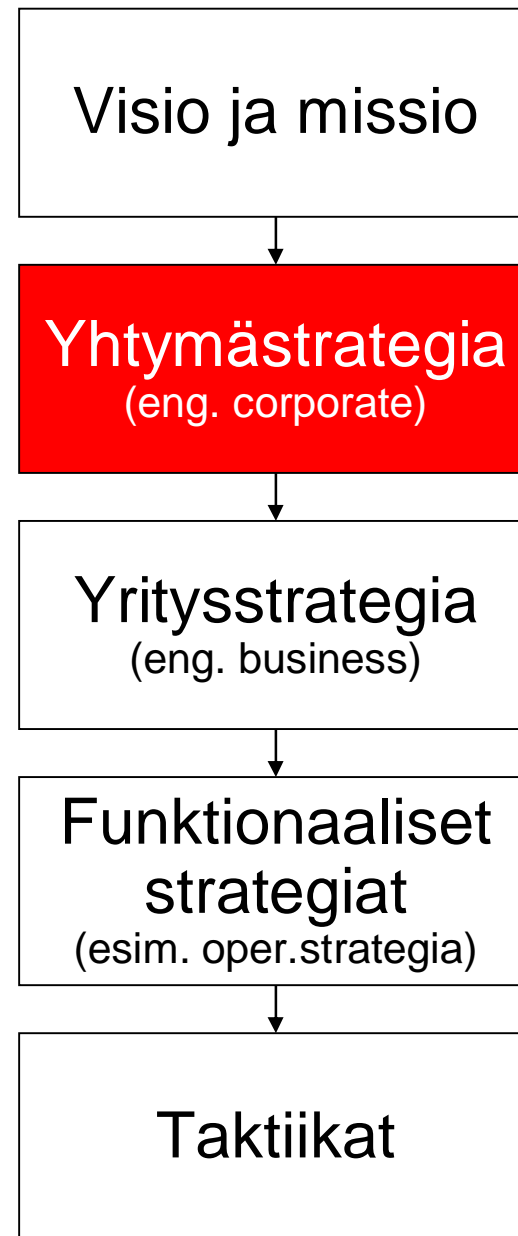 Visio ja missio
Yhtymästrategia
(eng. corporate)
Yritysstrategia
(eng. business)
Funktionaaliset
strategiat
(esim. oper.strategia)
Taktiikat